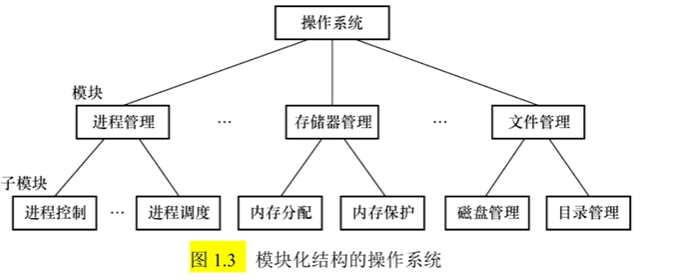 操作系统
模块
进程管理 … 存储器管理 … 文件管理
子模块
进程控制 … 进程调度 内存分配 内存保护 磁盘管理 目录管理
图 1.3 模块化结构的操作系统